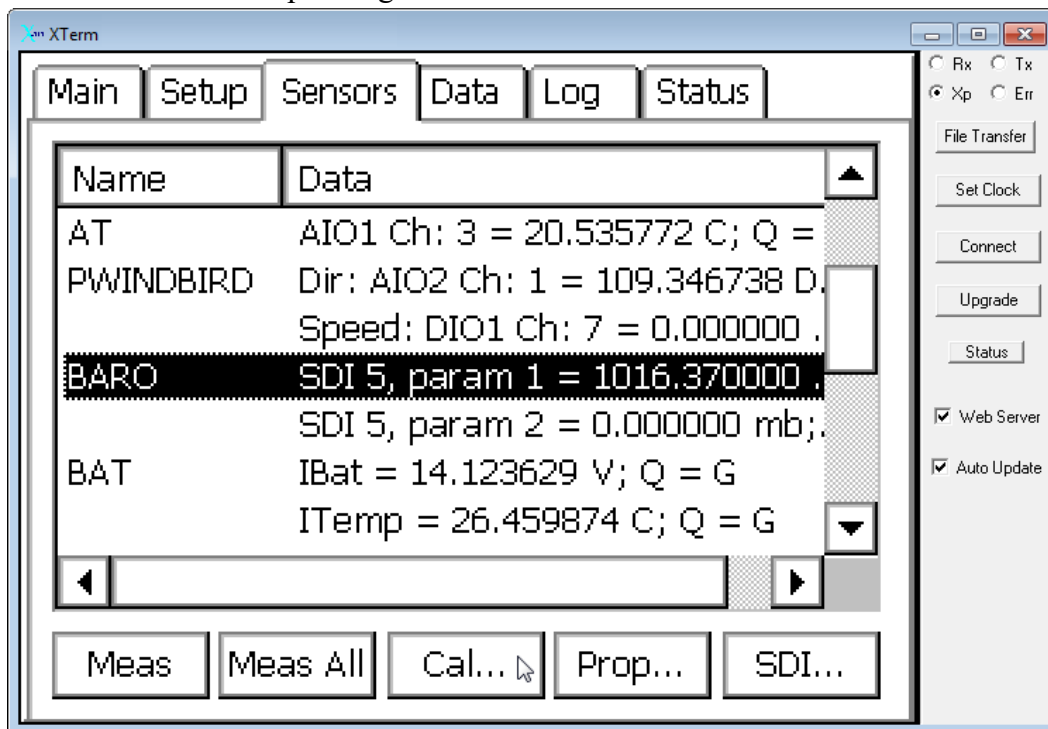 XTerm
Rx Tx
Xp Err
Main Setup Sensors Data Log Status
File Transfer
Set Clock
Connect
Upgrade
Status
Web Server
Auto Update
Name Data
AT AIO1 Ch: 3 = 20.535772 C; Q =
PWINDBIRD Dir: AIO2 Ch: 1 = 109.346738 D.
Speed: DIO1 Ch: 7 = 0.000000 .
BARO SDI 5, param 1 = 1016.370000 .
SDI 5, param 2 = 0.000000 mb;.
BAT IBat = 14.123629 V; Q = G
ITemp = 26.459874 C; Q = G
Meas Meas All Cal... Prop... SDI...